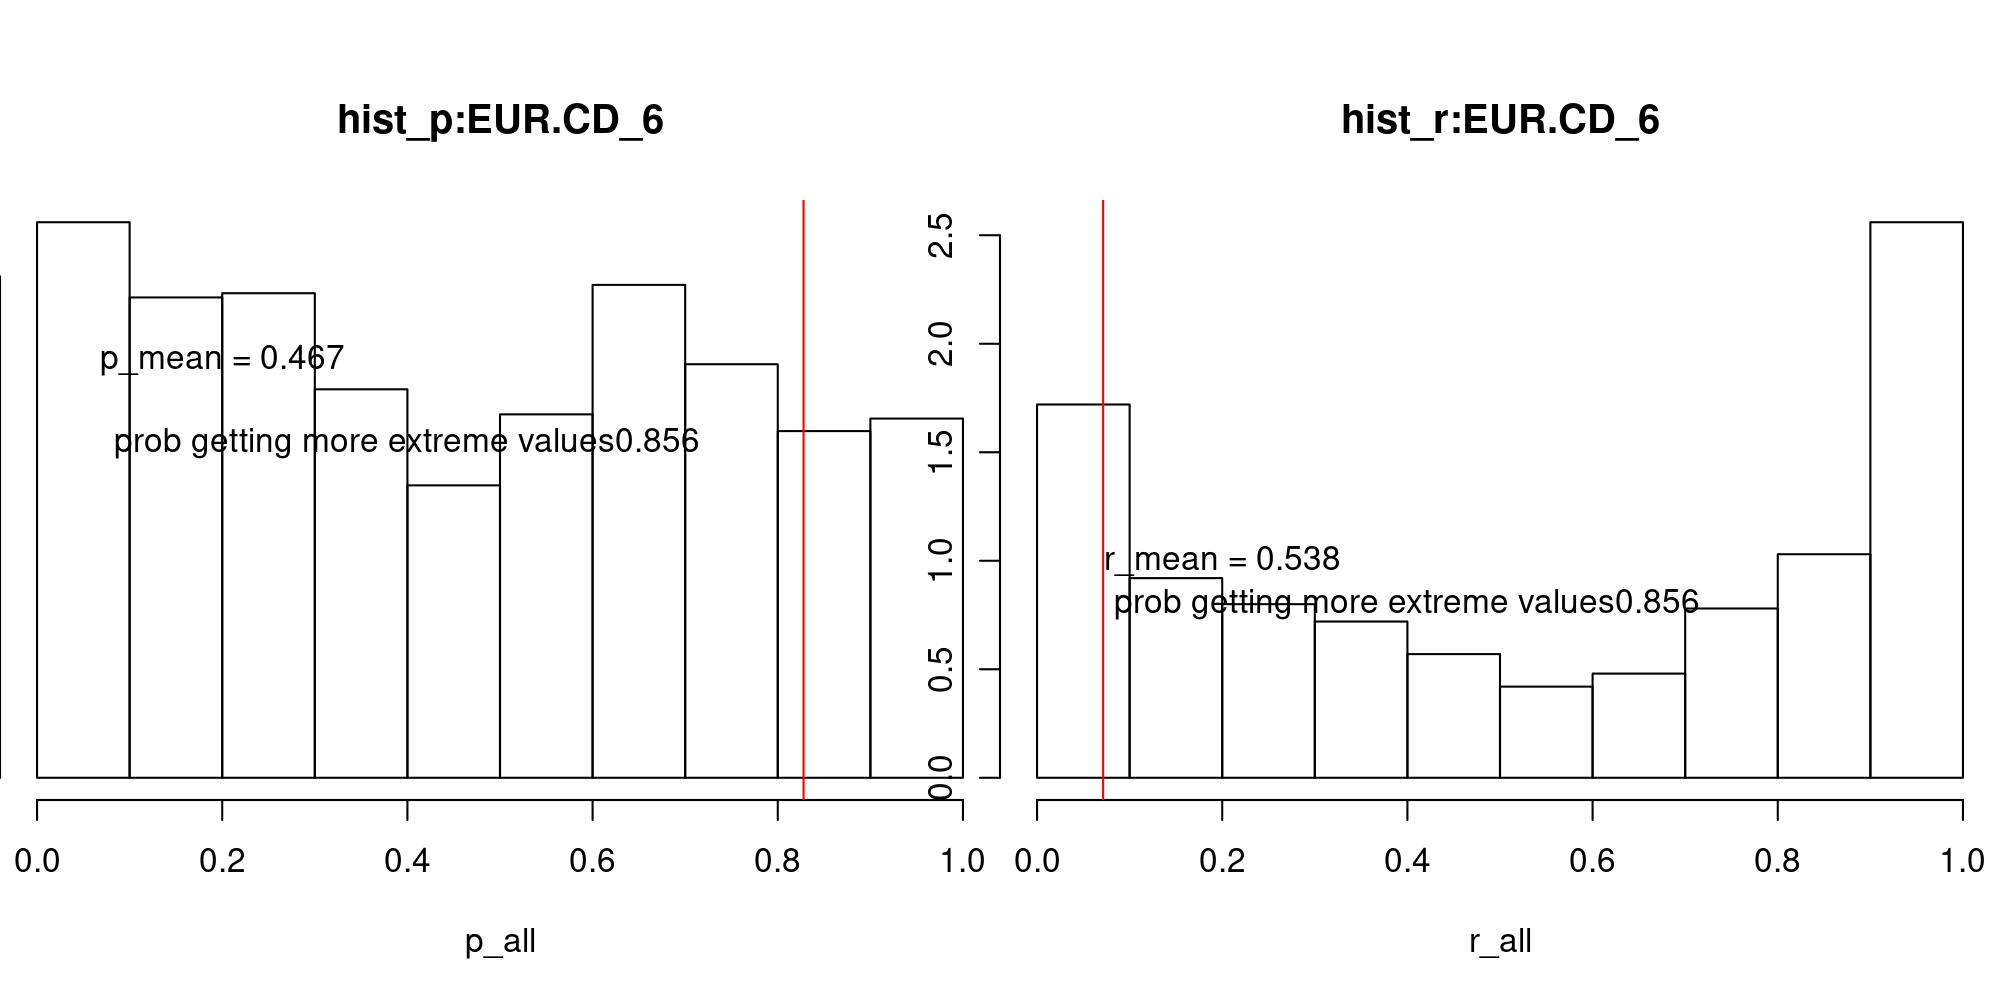 hist_p:EUR.CD_6
p_mean = 0.467
prob getting more extreme values0.856
0.0 0.2 0.4 0.6 0.8 1.0
p_all
hist_r:EUR.CD_6
2.5
2.0
1.5
1.0
0.5
0.0
r_mean = 0.538
prob getting more extreme values0.856
0.0 0.2 0.4 0.6 0.8 1.0
r_all